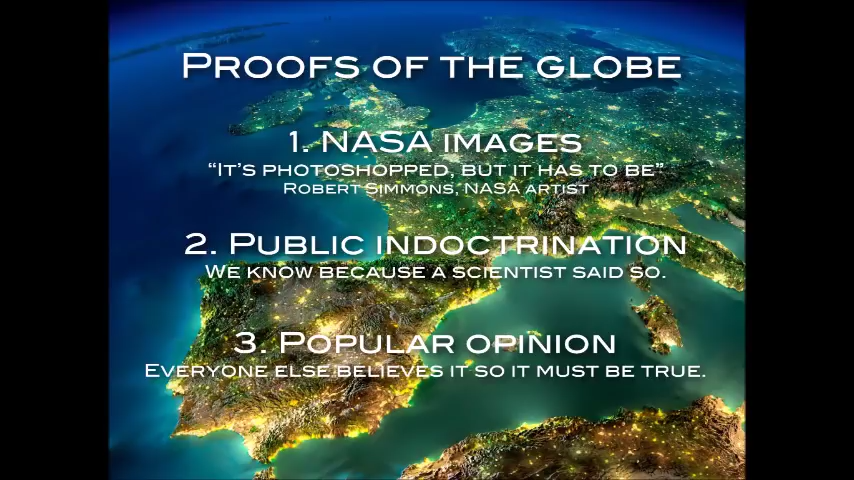 Proofs of the globe
1. NASA images
“It's photoshopped, but it has to be”
Robert Simmons, NASA artist
2. Public indoctrination
We know because a scientist said so.
3. Popular opinion
Everyone else believes it so it must be true.